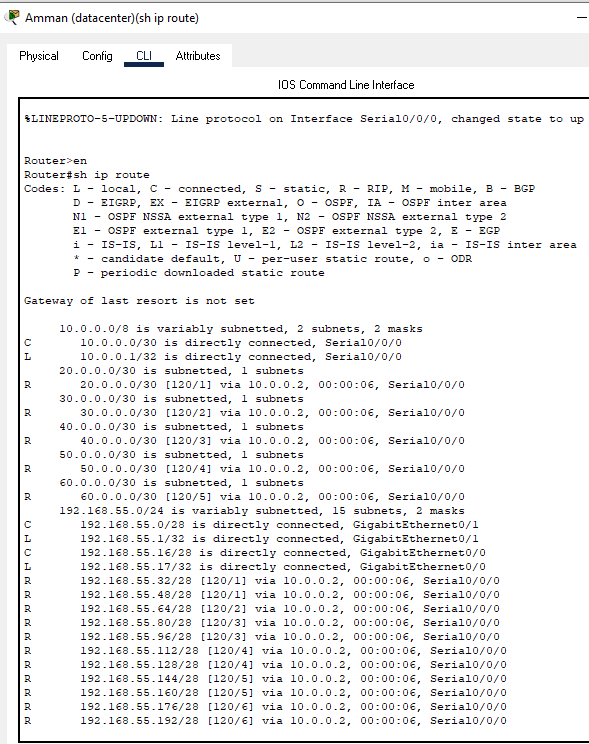 Amman (datacenter)(sh ip route)
Physical Config CLI Attributes
IOS Command Line Interface
%LINEPROTO-5-UPDOWN: Line protocol on Interface Serial0/0/0, changed state to up
Router>en
Router#sh ip route
Codes: L - local, C - connected, S - static, R - RIP, M - mobile, B - BGP
D - EIGRP, EX - EIGRP external, O - OSPF, IA - OSPF inter area
N1 - OSPF NSSA external type 1, N2 - OSPF NSSA external type 2
E1 - OSPF external type 1, E2 - OSPF external type 2, E - EGP
i - IS-IS, L1 - IS-IS level-1, L2 - IS-IS level-2, ia - IS-IS inter area
* - candidate default, U - per-user static route, o - ODR
P - periodic downloaded static route
Gateway of last resort is not set
10.0.0.0/8 is variably subnetted, 2 subnets, 2 masks
C 10.0.0.0/30 is directly connected, Serial0/0/0
L 10.0.0.1/32 is directly connected, Serial0/0/0
20.0.0.0/30 is subnetted, 1 subnets
R 20.0.0.0/30 [120/1] via 10.0.0.2, 00:00:06, Serial0/0/0
30.0.0.0/30 is subnetted, 1 subnets
R 30.0.0.0/30 [120/2] via 10.0.0.2, 00:00:06, Serial0/0/0
40.0.0.0/30 is subnetted, 1 subnets
R 40.0.0.0/30 [120/3] via 10.0.0.2, 00:00:06, Serial0/0/0
50.0.0.0/30 is subnetted, 1 subnets
R 50.0.0.0/30 [120/4] via 10.0.0.2, 00:00:06, Serial0/0/0
60.0.0.0/30 is subnetted, 1 subnets
R 60.0.0.0/30 [120/5] via 10.0.0.2, 00:00:06, Serial0/0/0
192.168.55.0/24 is variably subnetted, 15 subnets, 2 masks
C 192.168.55.0/28 is directly connected, GigabitEthernet0/1
L 192.168.55.1/32 is directly connected, GigabitEthernet0/1
C 192.168.55.16/28 is directly connected, GigabitEthernet0/0
L 192.168.55.17/32 is directly connected, GigabitEthernet0/0
R 192.168.55.32/28 [120/1] via 10.0.0.2, 00:00:06, Serial0/0/0
R 192.168.55.48/28 [120/1] via 10.0.0.2, 00:00:06, Serial0/0/0
R 192.168.55.64/28 [120/2] via 10.0.0.2, 00:00:06, Serial0/0/0
R 192.168.55.80/28 [120/3] via 10.0.0.2, 00:00:06, Serial0/0/0
R 192.168.55.96/28 [120/3] via 10.0.0.2, 00:00:06, Serial0/0/0
R 192.168.55.112/28 [120/4] via 10.0.0.2, 00:00:06, Serial0/0/0
R 192.168.55.128/28 [120/4] via 10.0.0.2, 00:00:06, Serial0/0/0
R 192.168.55.144/28 [120/5] via 10.0.0.2, 00:00:06, Serial0/0/0
R 192.168.55.160/28 [120/5] via 10.0.0.2, 00:00:06, Serial0/0/0
R 192.168.55.176/28 [120/6] via 10.0.0.2, 00:00:06, Serial0/0/0
R 192.168.55.192/28 [120/6] via 10.0.0.2, 00:00:06, Serial0/0/0